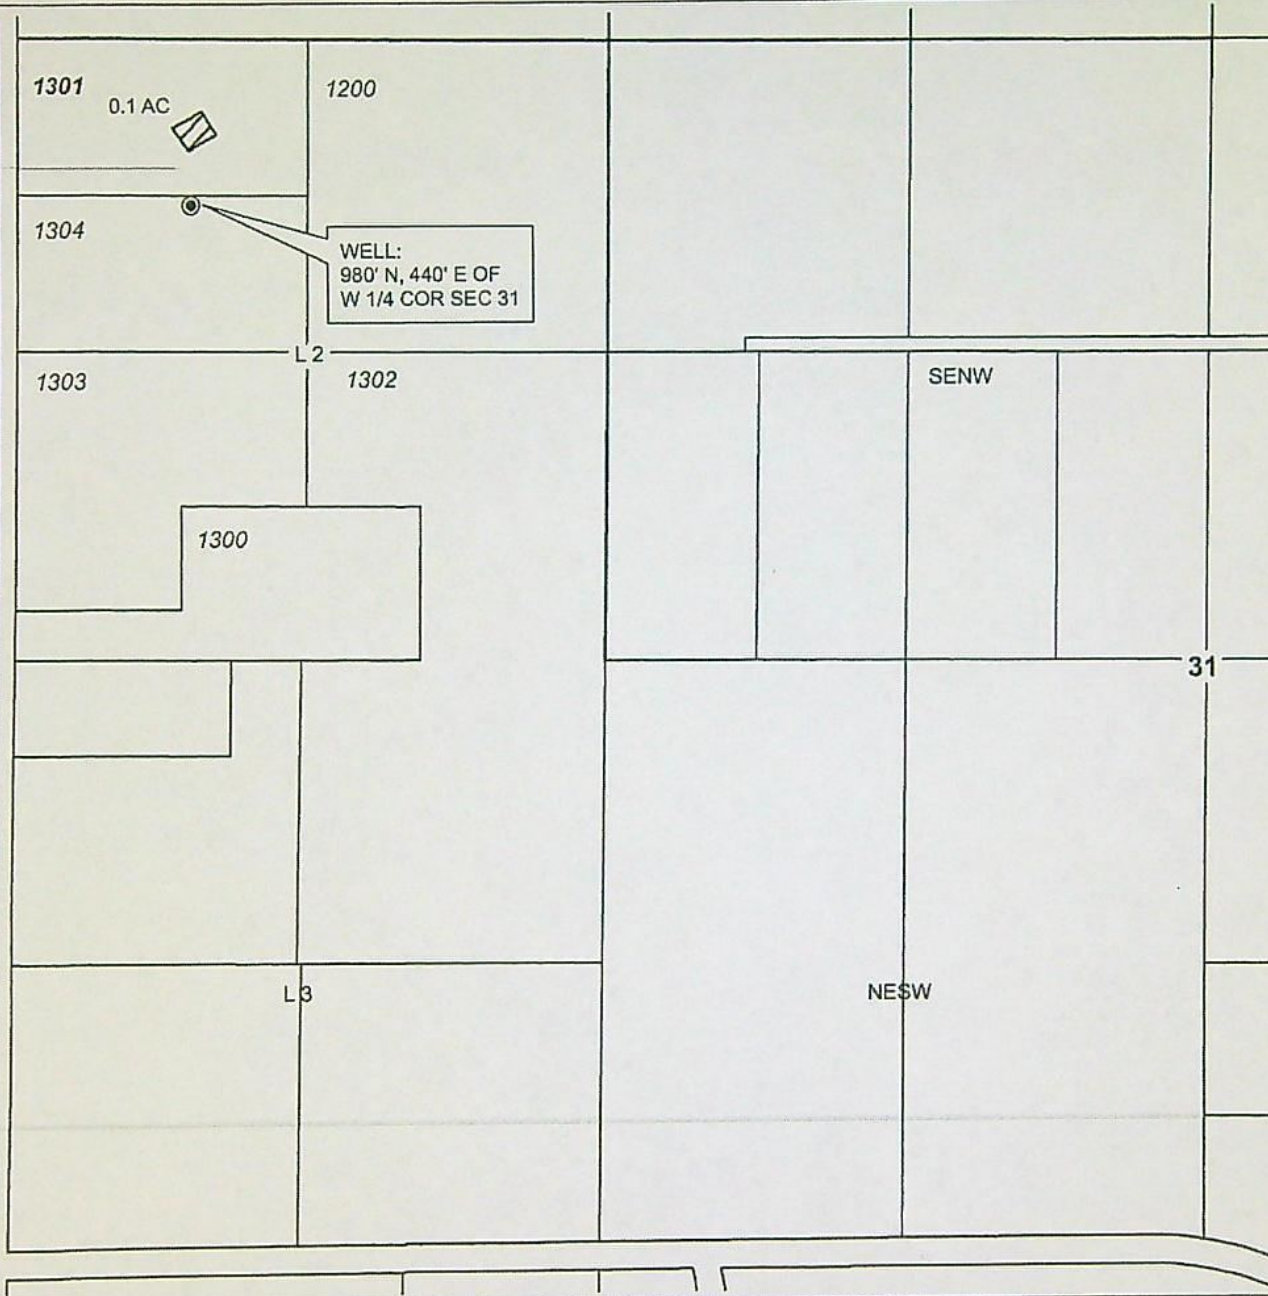 1301
0.1 AC
1200
1304
WELL:
980' N, 440' E OF
W 1/4 COR SEC 31
L 2
1303
1302
SENW
1300
31
L 3
NESW